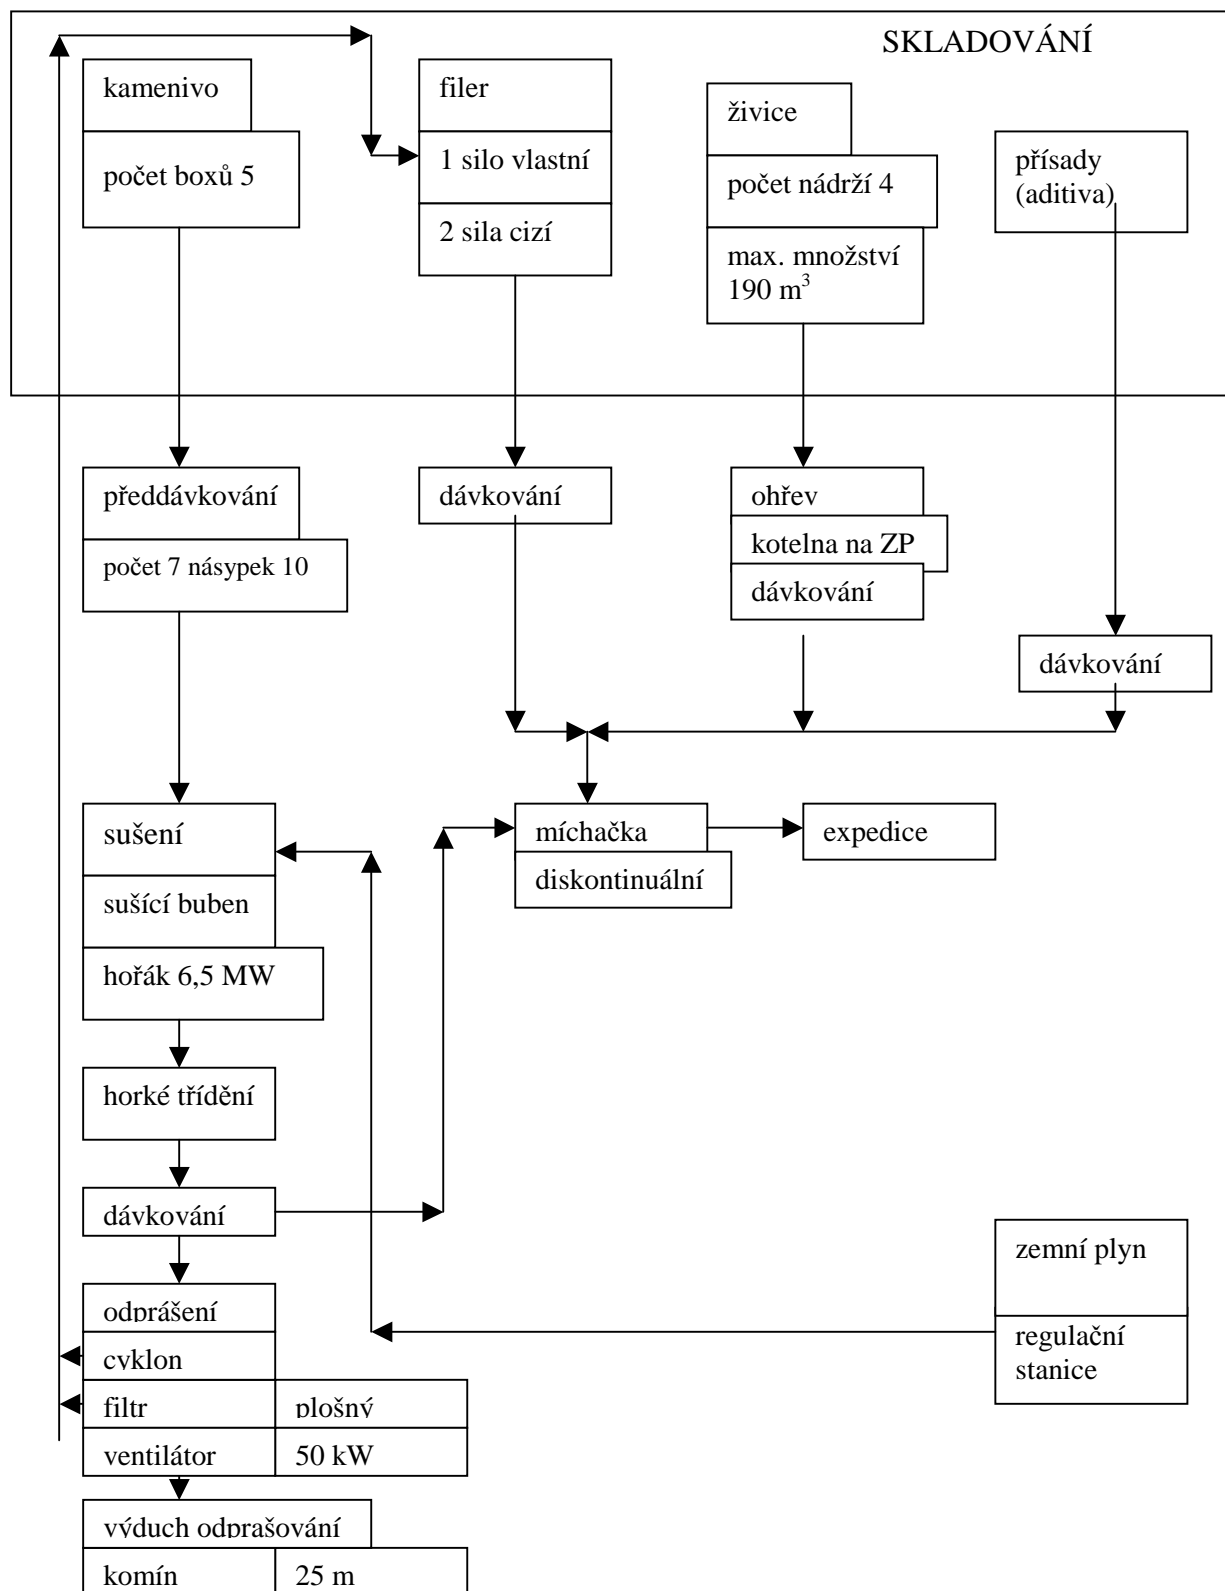 SKLADOVÁNÍ
kamenivo
počet boxů 5
filer
1 silo vlastní
2 sila cizí
živice
počet nádrží 4
max. množství
190 m³
přísady
(aditiva)
předdávkování
počet 7 násypek 10
dávkování
ohřev
kotelna na ZP
dávkování
dávkování
sušení
sušící buben
hořák 6,5 MW
míchačka
diskontinuální
expedice
horké třídění
dávkování
odprášení
cyklon
filtr plošný
ventilátor 50 kW
výduch odprašování
komín 25 m
zemní plyn
regulační
stanice